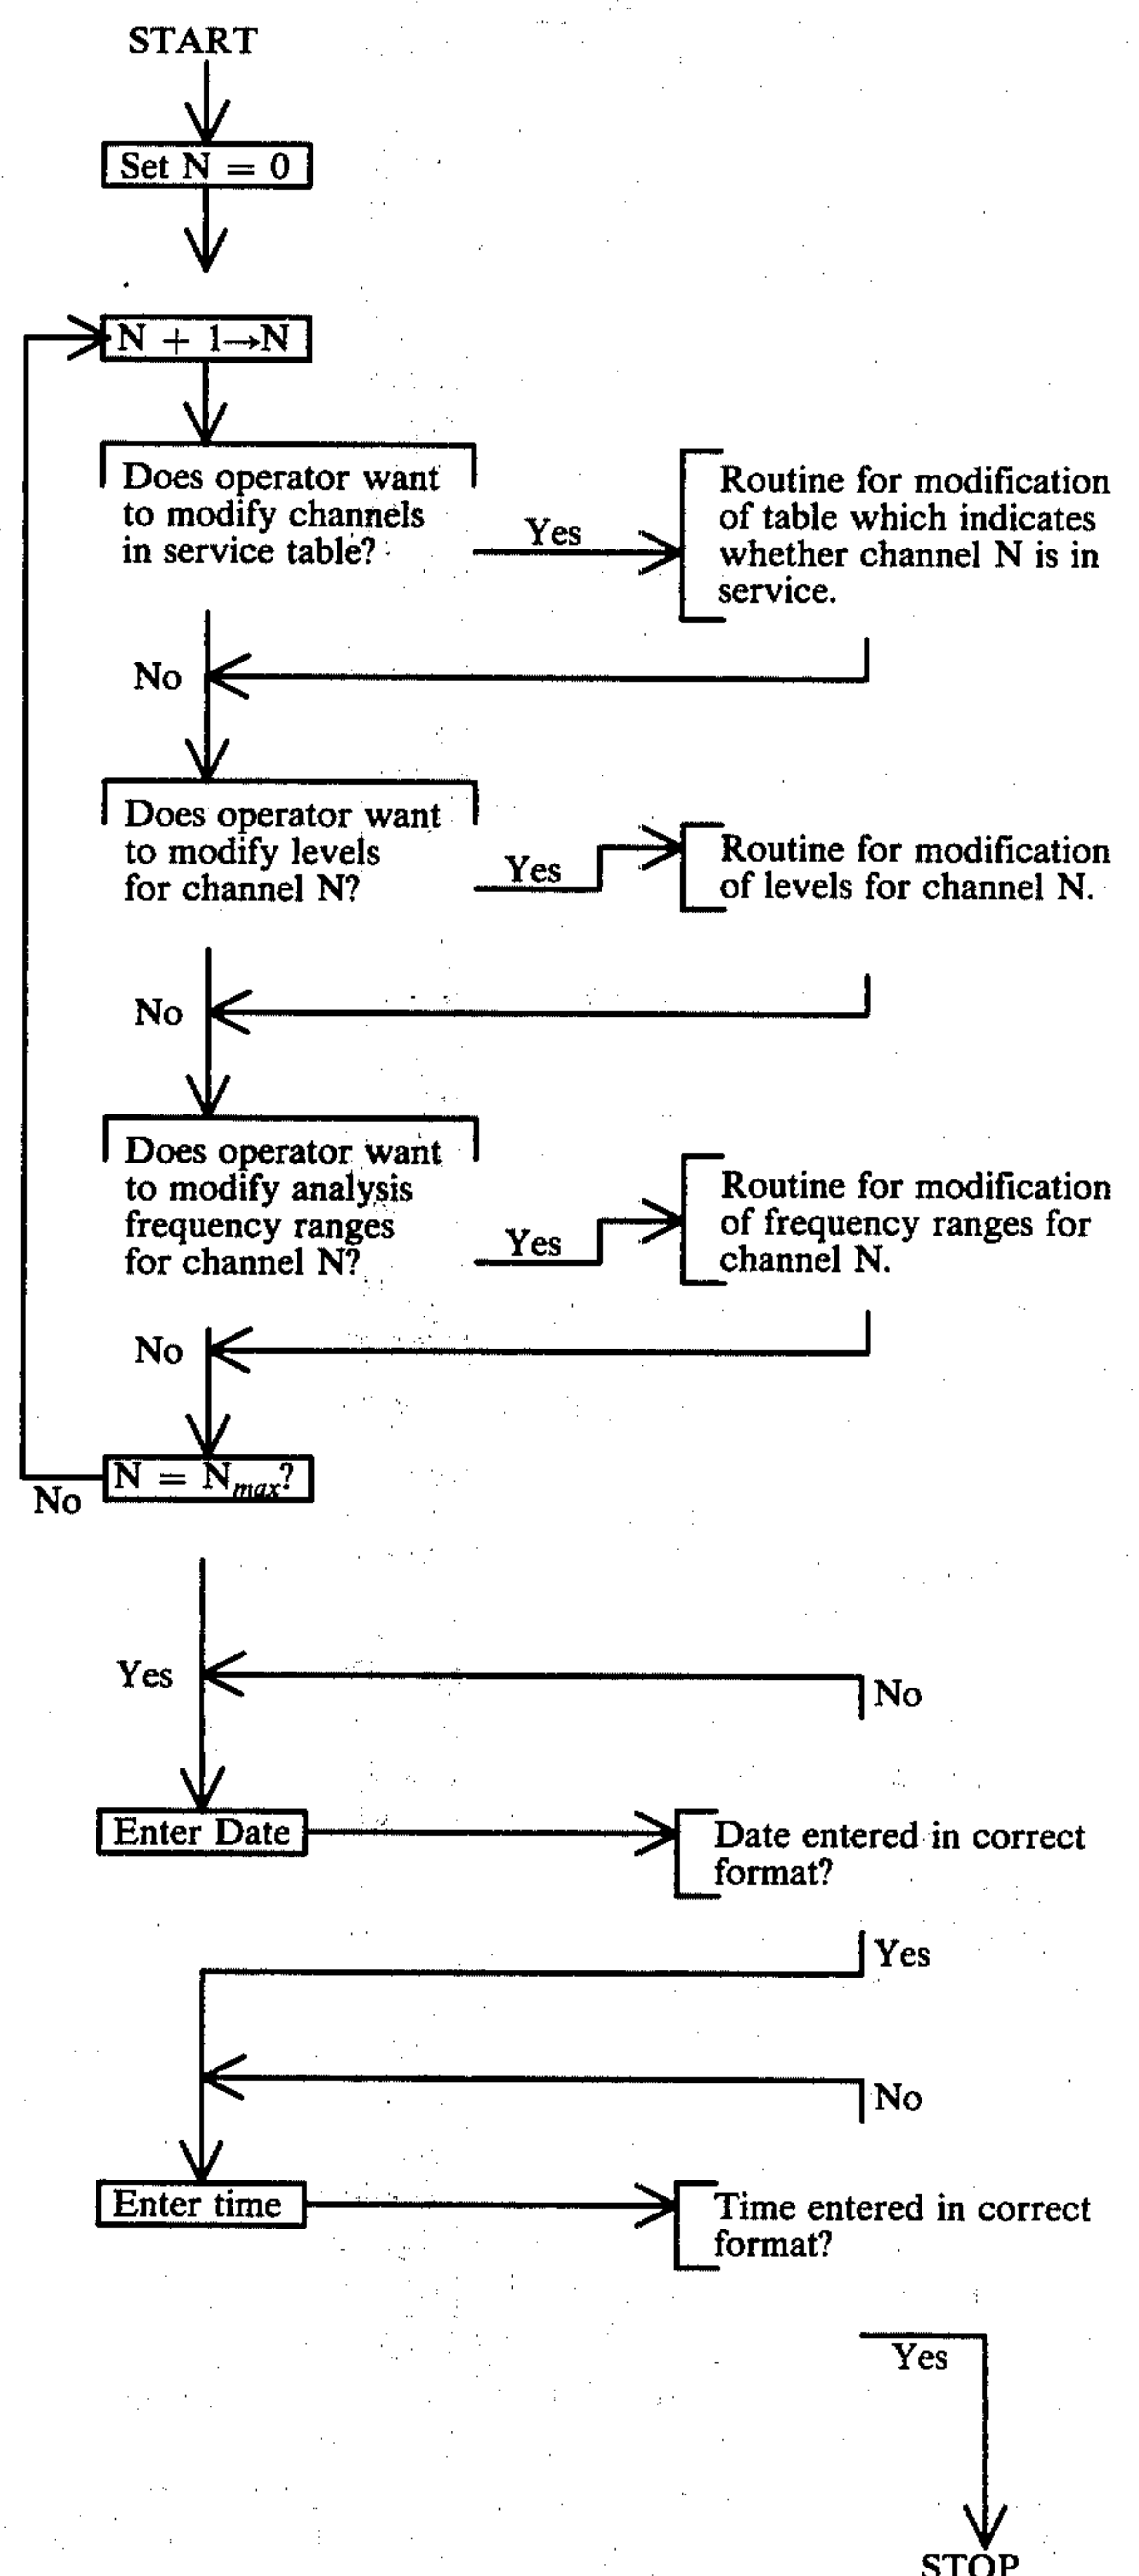 START
Set N = 0
N + 1→N
Does operator want
to modify channels
in service table?
Yes
Routine for modification
of table which indicates
whether channel N is in
service.
No
Does operator want
to modify levels
for channel N?
Yes
Routine for modification
of levels for channel N.
No
Does operator want
to modify analysis
frequency ranges
for channel N?
Yes
Routine for modification
of frequency ranges for
channel N.
No
N = Nmax?
No
Yes
No
Enter Date
Date entered in correct
format?
Yes
No
Enter time
Time entered in correct
format?
Yes
STOP